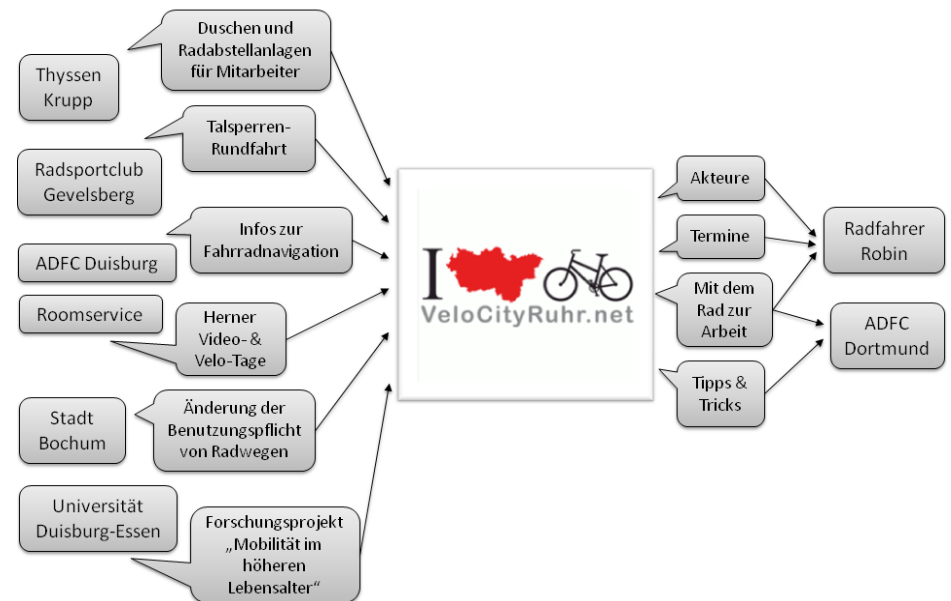 Thyssen
Krupp
Duschen und
Radabstellanlagen
für Mitarbeiter
Radsportclub
Gevelsberg
Talsperren-
Rundfahrt
ADFC Duisburg
Infos zur
Fahrradnavigation
Roomservice
Herner
Video- &
Velo-Tage
Stadt
Bochum
Änderung der
Benutzungspflicht
von Radwegen
Universität
Duisburg-Essen
Forschungsprojekt
„Mobilität im
höheren
Lebensalter“
I
VeloCityRuhr.net
Akteure
Termine
Mit dem
Rad zur
Arbeit
Tipps &
Tricks
Radfahrer
Robin
ADFC
Dortmund